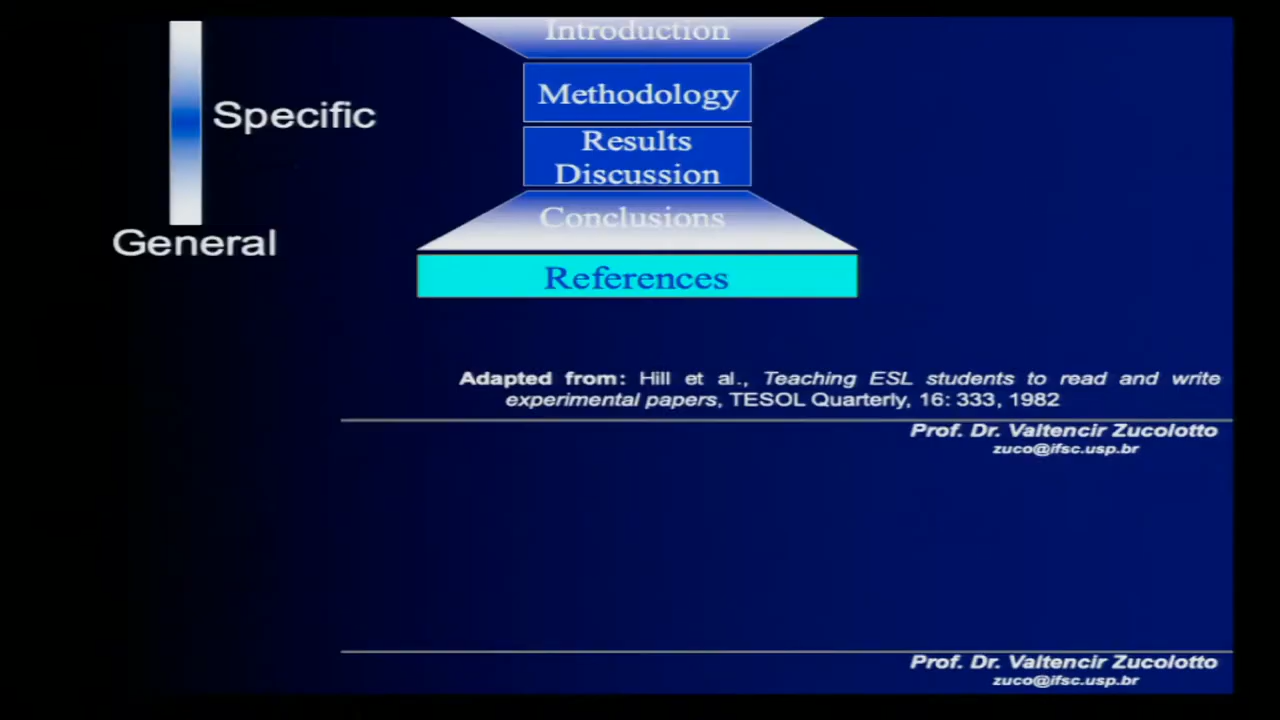 Introduction
Methodology
Specific
Results
Discussion
Conclusions
General
References
Adapted from: Hill et al., Teaching ESL students to read and write
experimental papers, TESOL Quarterly, 16: 333, 1982
Prof. Dr. Valtencir Zucolotto
zuco@ifsc.usp.br
Prof. Dr. Valtencir Zucolotto
zuco@ifsc.usp.br